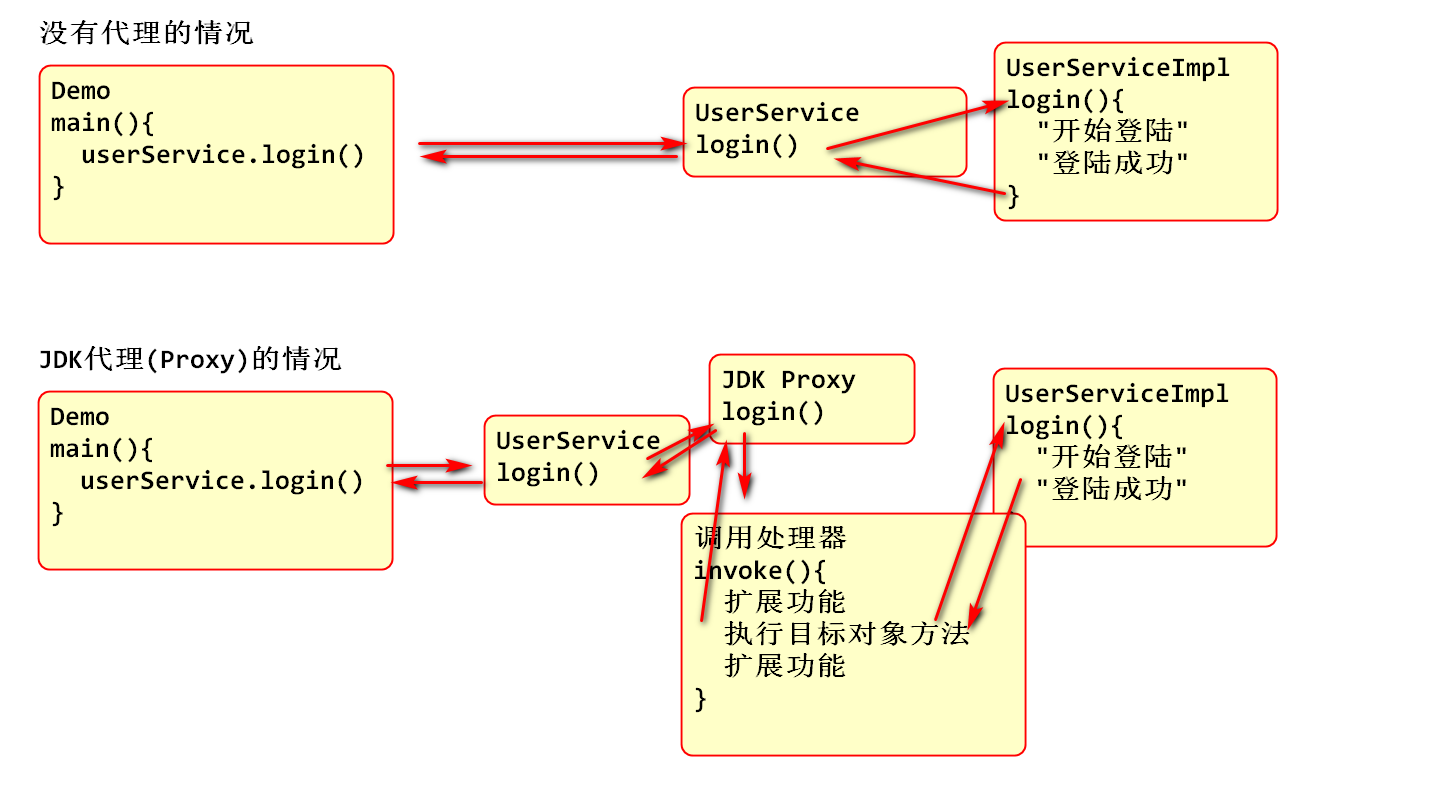 没有代理的情况
Demo
main(){
userService.login()
}
UserService
login()
UserServiceImpl
login(){
"开始登陆"
"登陆成功"
}
JDK代理(Proxy)的情况
Demo
main(){
userService.login()
}
UserService
login()
JDK Proxy
login()
UserServiceImpl
login(){
"开始登陆"
"登陆成功"
调用处理器
invoke(){
扩展功能
执行目标对象方法
扩展功能
}